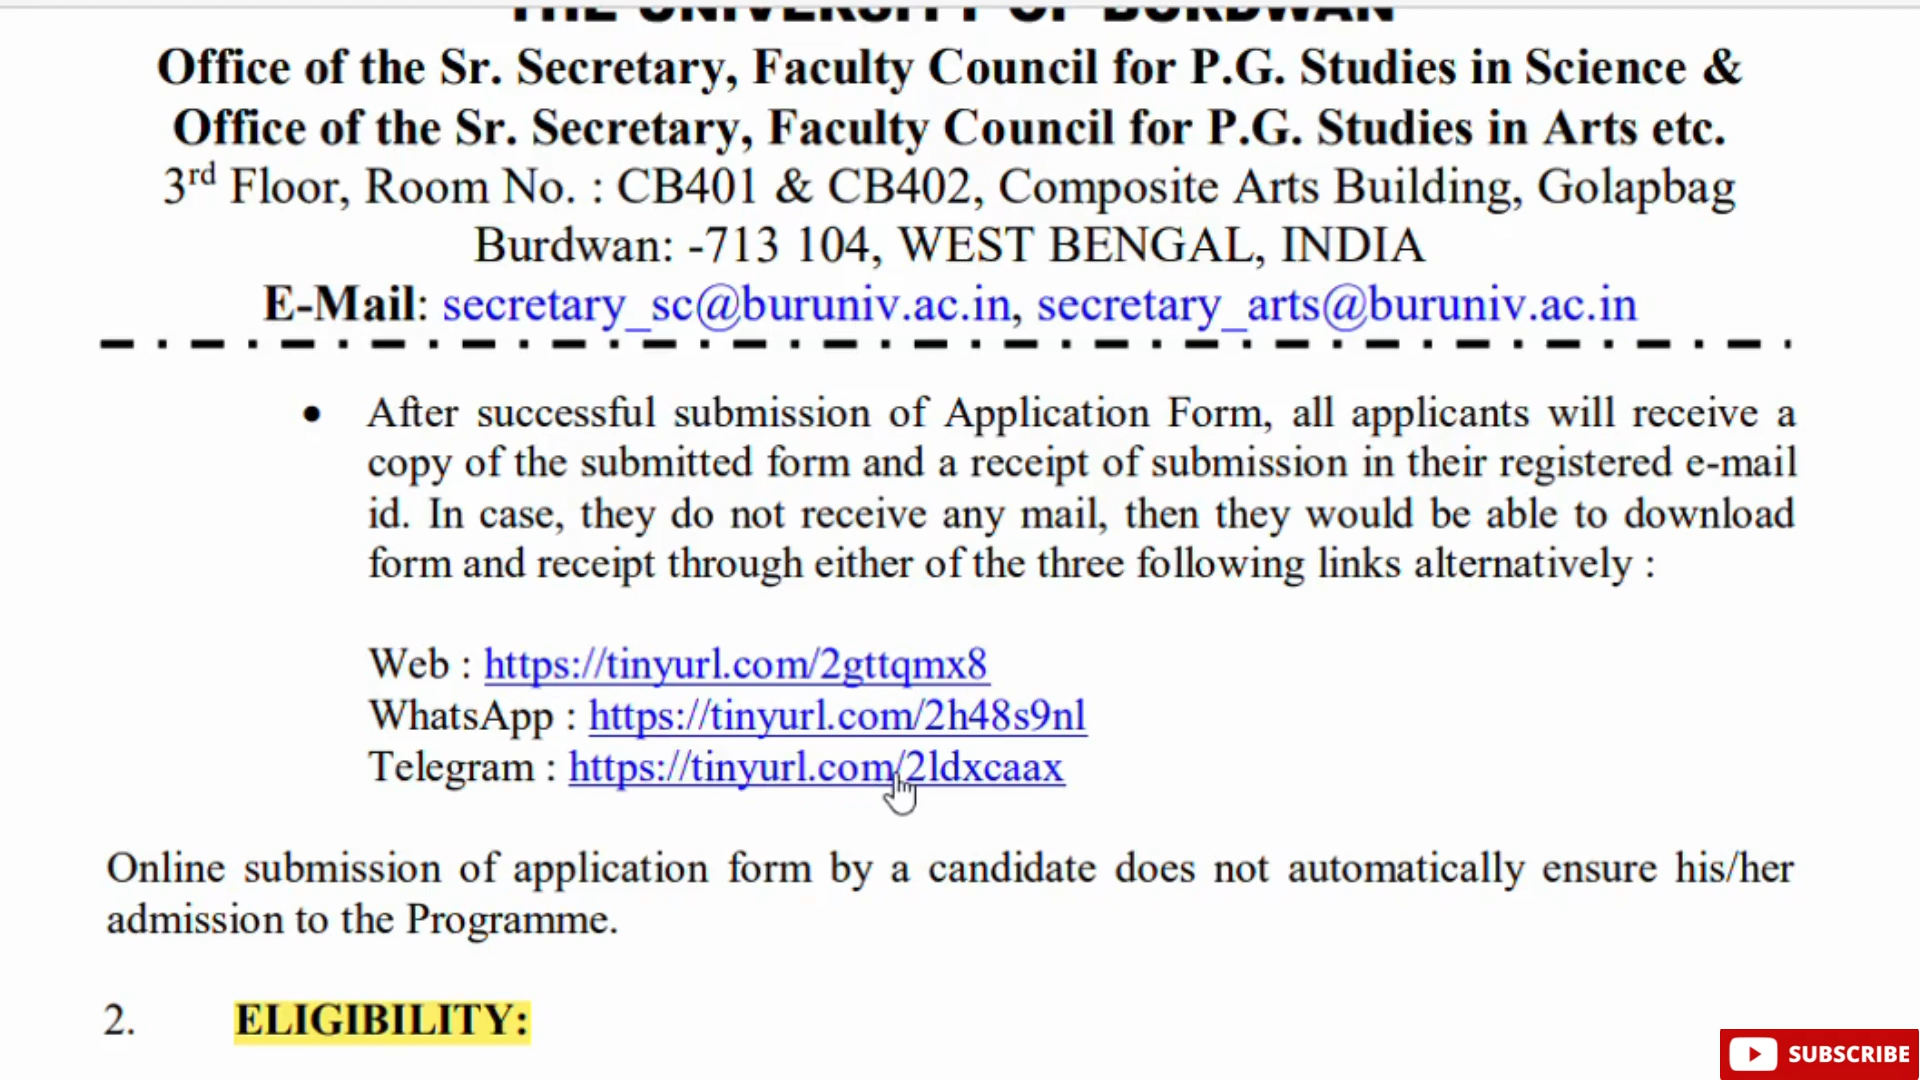 THE UNIVERSITY OF BURDWAN
Office of the Sr. Secretary, Faculty Council for P.G. Studies in Science &
Office of the Sr. Secretary, Faculty Council for P.G. Studies in Arts etc.
3rd Floor, Room No. : CB401 & CB402, Composite Arts Building, Golapbag
Burdwan: -713 104, WEST BENGAL, INDIA
E-Mail: secretary_sc@buruniv.ac.in, secretary_arts@buruniv.ac.in
• After successful submission of Application Form, all applicants will receive a
copy of the submitted form and a receipt of submission in their registered e-mail
id. In case, they do not receive any mail, then they would be able to download
form and receipt through either of the three following links alternatively :
Web : https://tinyurl.com/2gttqmx8
WhatsApp : https://tinyurl.com/2h48s9nl
Telegram : https://tinyurl.com/2ldxcaax
Online submission of application form by a candidate does not automatically ensure his/her
admission to the Programme.
2. ELIGIBILITY:
SUBSCRIBE